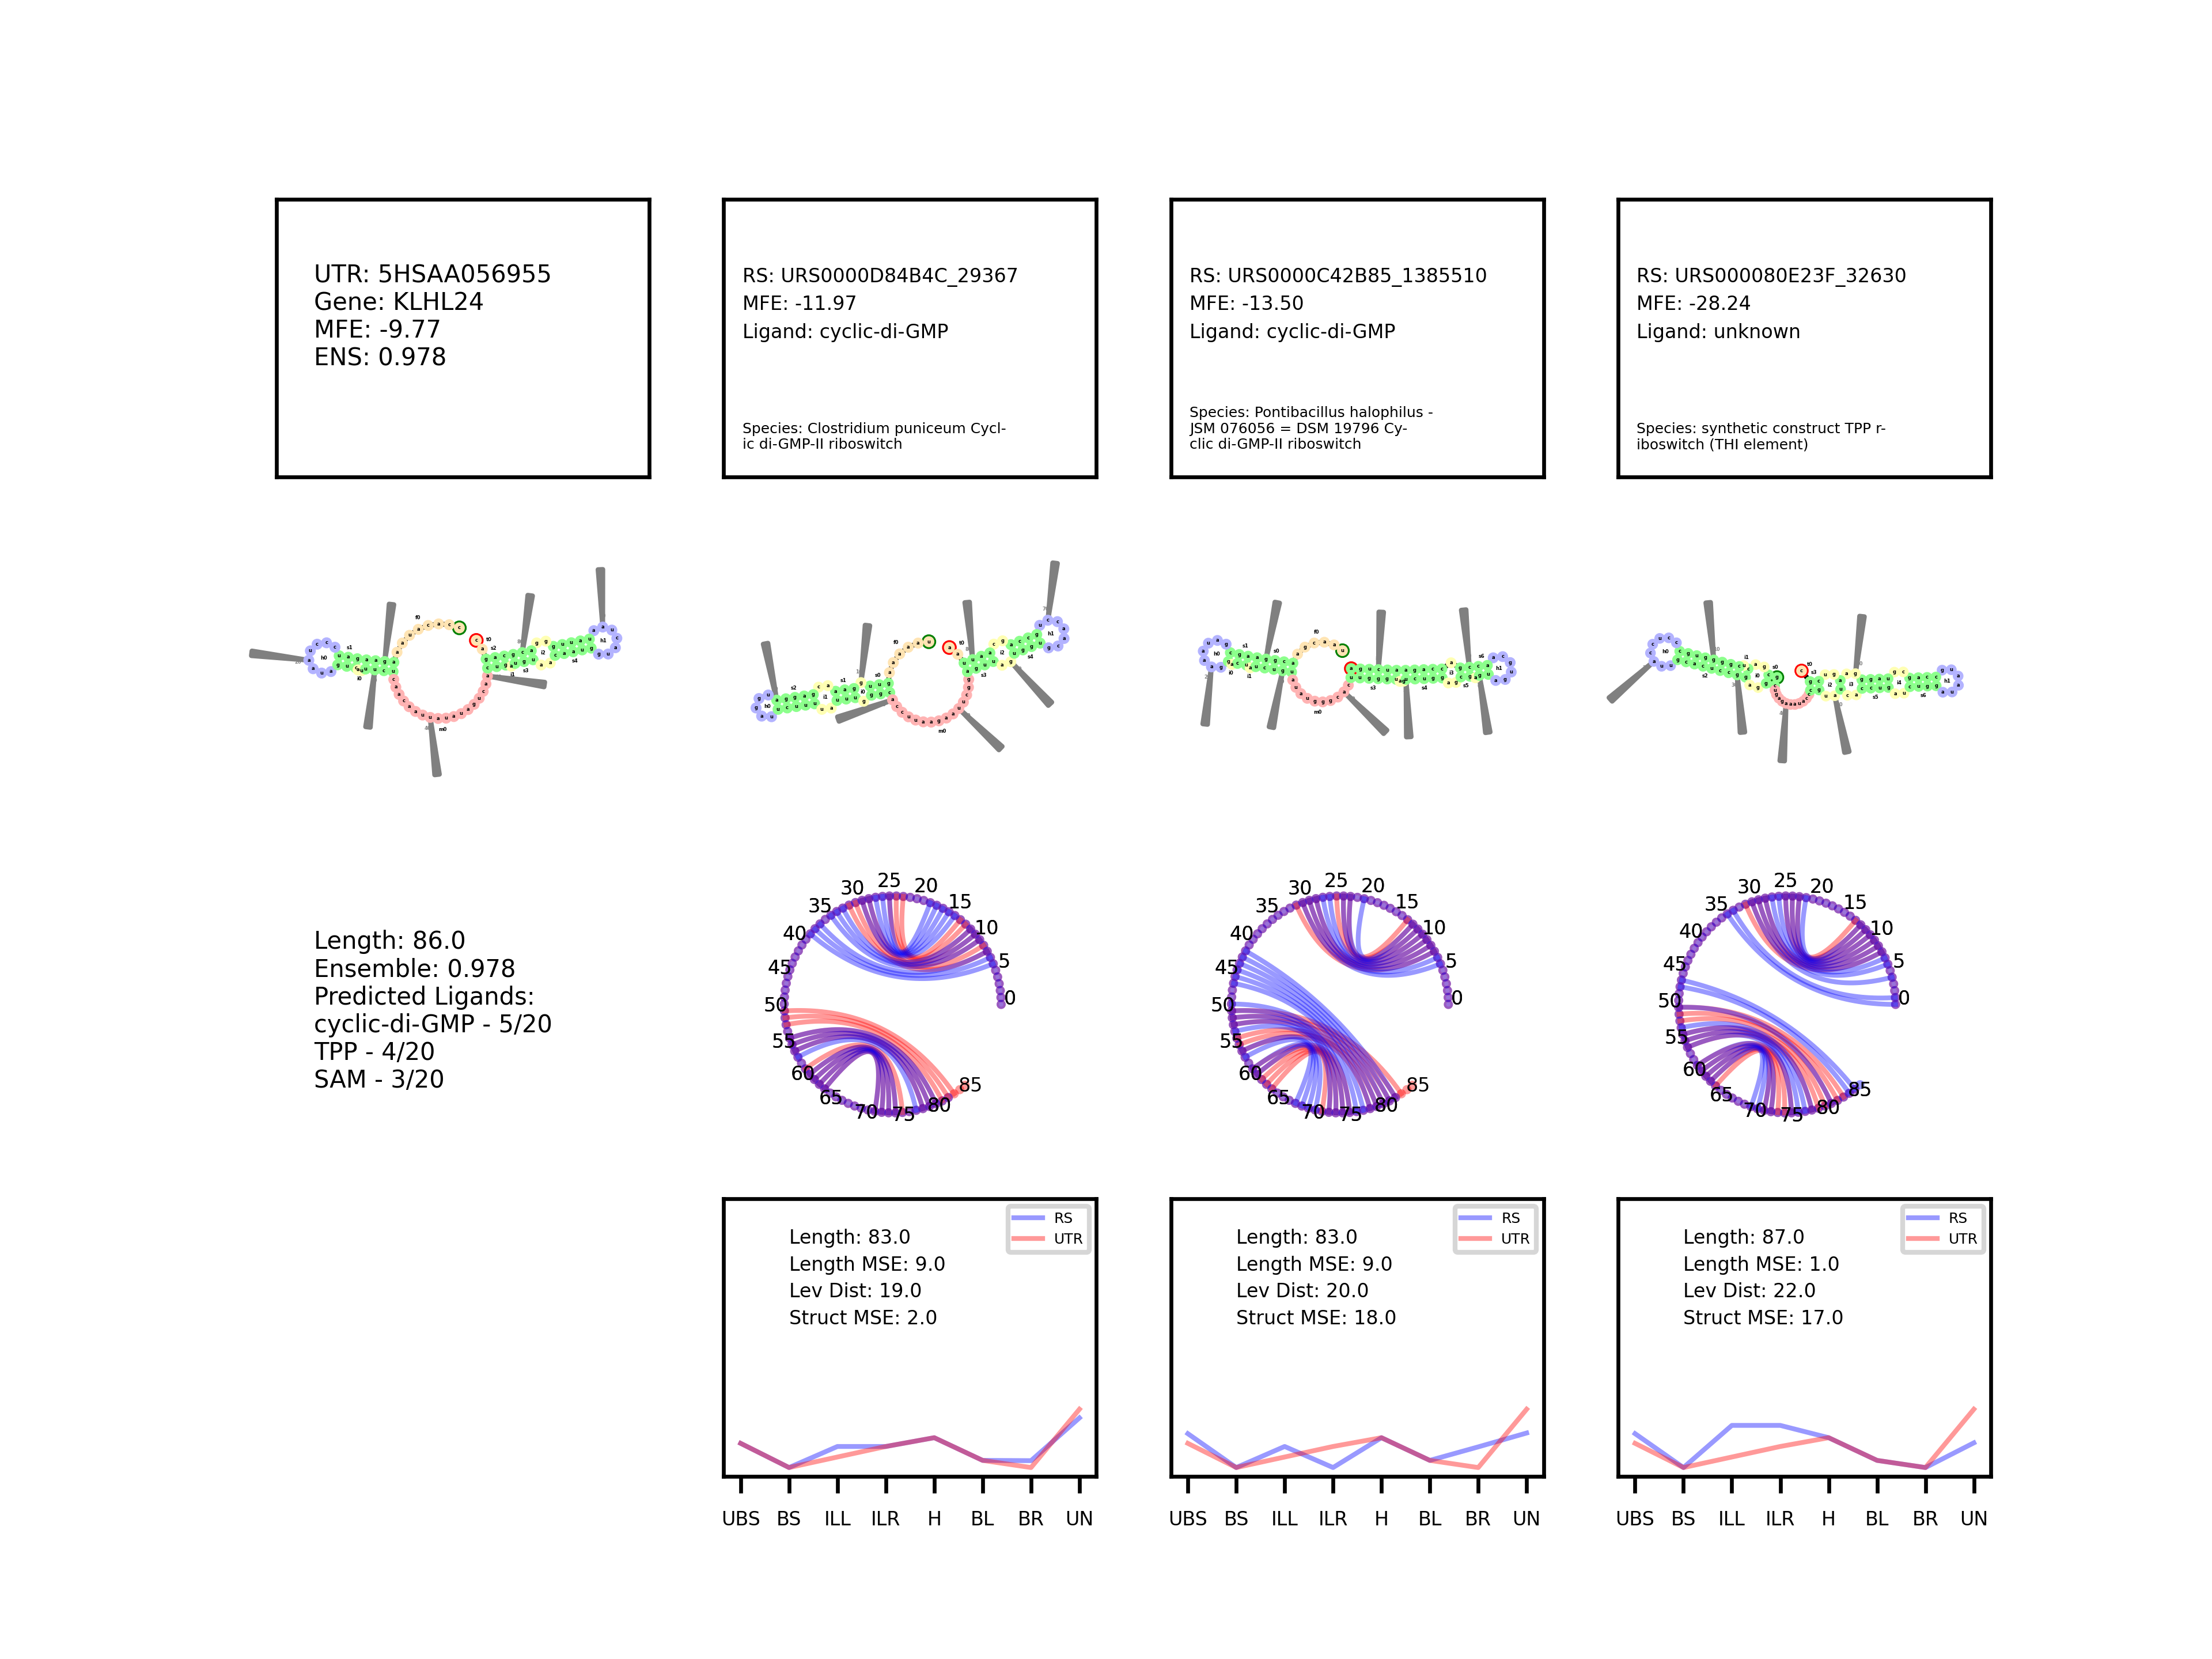 UTR: 5HSAA056955
Gene: KLHL24
MFE: -9.77
ENS: 0.978
RS: URS0000D84B4C_29367
MFE: -11.97
Ligand: cyclic-di-GMP
Species: Clostridium puniceum Cycl-
ic di-GMP-II riboswitch
RS: URS0000C42B85_1385510
MFE: -13.50
Ligand: cyclic-di-GMP
Species: Pontibacillus halophilus -
JSM 076056 = DSM 19796 Cy-
clic di-GMP-II riboswitch
RS: URS000080E23F_32630
MFE: -28.24
Ligand: unknown
Species: synthetic construct TPP r-
iboswitch (THI element)
Length: 86.0
Ensemble: 0.978
Predicted Ligands:
cyclic-di-GMP - 5/20
TPP - 4/20
SAM - 3/20
0 5 10 15 20 25 30 35 40 45 50 55 60 65 70 75 80 85
0 5 10 15 20 25 30 35 40 45 50 55 60 65 70 75 80 85
0 5 10 15 20 25 30 35 40 45 50 55 60 65 70 75 80 85
RS
UTR
Length: 83.0
Length MSE: 9.0
Lev Dist: 19.0
Struct MSE: 2.0
UBS BS ILL ILR H BL BR UN
RS
UTR
Length: 83.0
Length MSE: 9.0
Lev Dist: 20.0
Struct MSE: 18.0
UBS BS ILL ILR H BL BR UN
RS
UTR
Length: 87.0
Length MSE: 1.0
Lev Dist: 22.0
Struct MSE: 17.0
UBS BS ILL ILR H BL BR UN